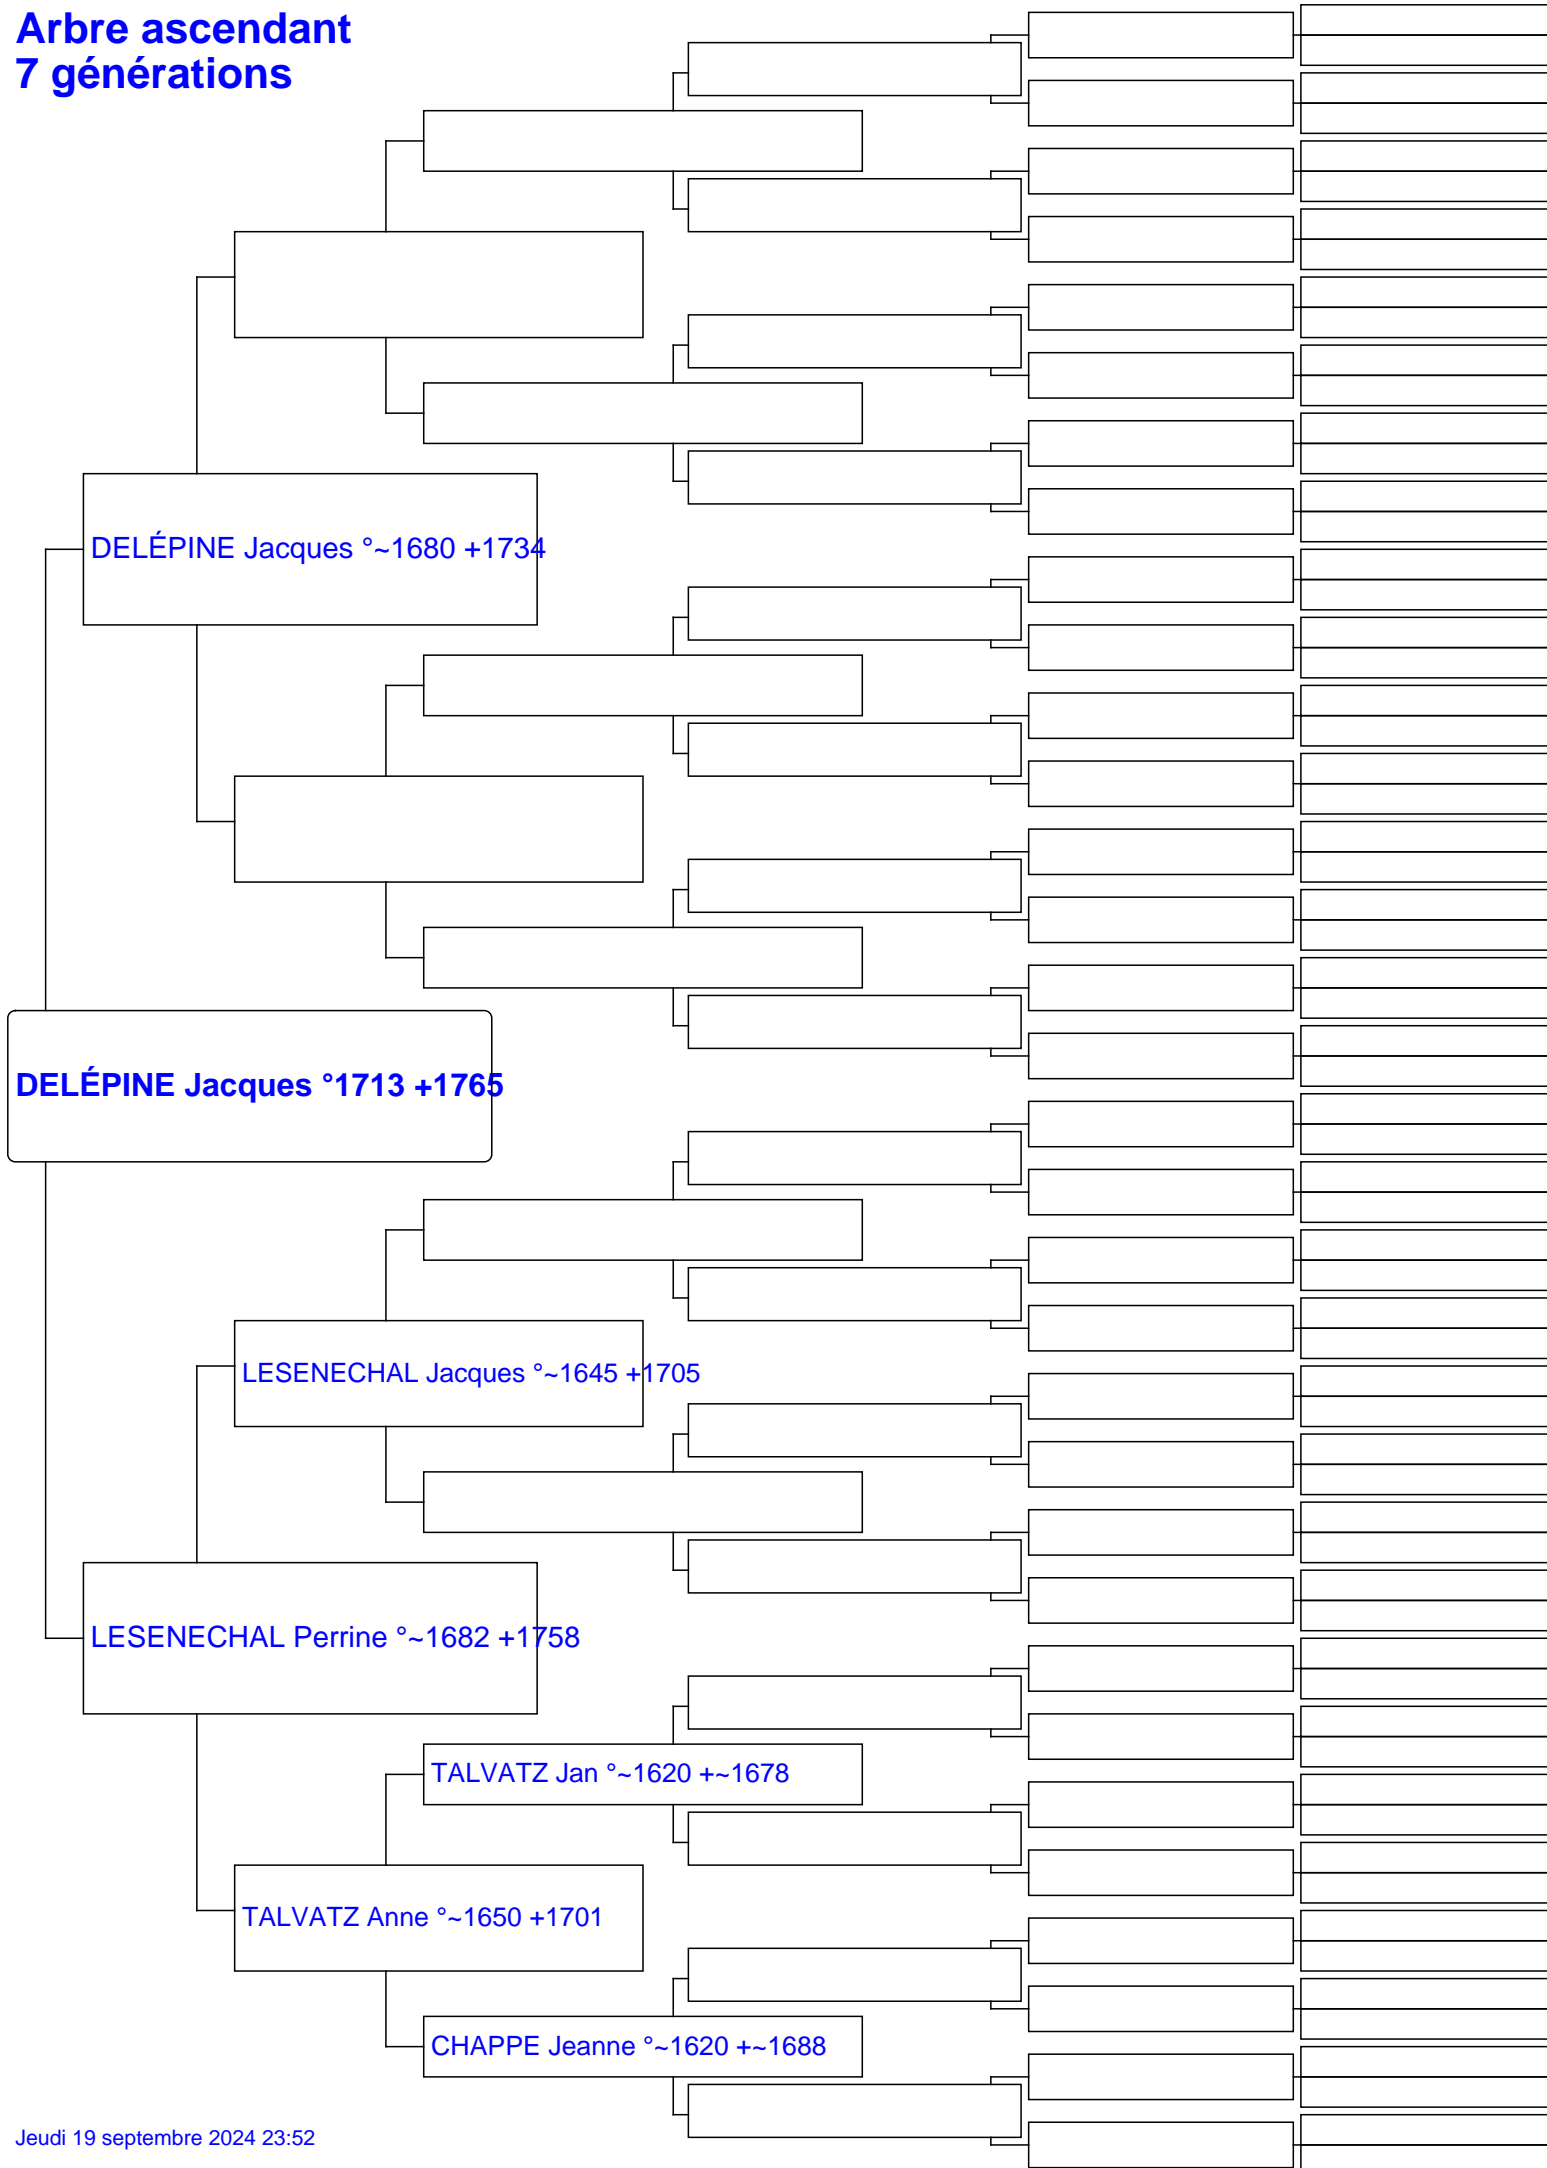 Arbre ascendant
7 générations
DELÉPINE Jacques °~1680 +1734
DELÉPINE Jacques °1713 +1765
LESENECHAL Jacques °~1645 +1705
LESENECHAL Perrine °~1682 +1758
TALVATZ Jan °~1620 +~1678
TALVATZ Anne °~1650 +1701
CHAPPE Jeanne °~1620 +~1688
Jeudi 19 septembre 2024 23:52